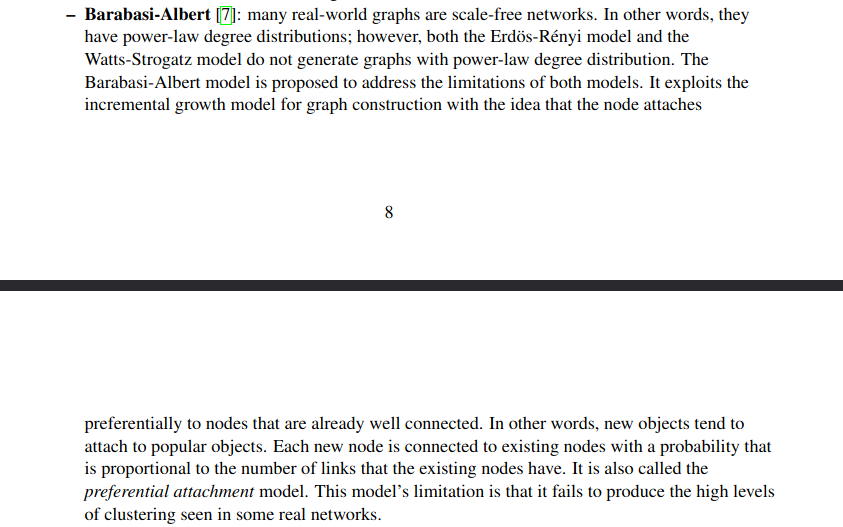 – Barabasi-Albert [7]: many real-world graphs are scale-free networks. In other words, they
have power-law degree distributions; however, both the Erdös-Rényi model and the
Watts-Strogatz model do not generate graphs with power-law degree distribution. The
Barabasi-Albert model is proposed to address the limitations of both models. It exploits the
incremental growth model for graph construction with the idea that the node attaches
8
preferentially to nodes that are already well connected. In other words, new objects tend to
attach to popular objects. Each new node is connected to existing nodes with a probability that
is proportional to the number of links that the existing nodes have. It is also called the
preferential attachment model. This model's limitation is that it fails to produce the high levels
of clustering seen in some real networks.